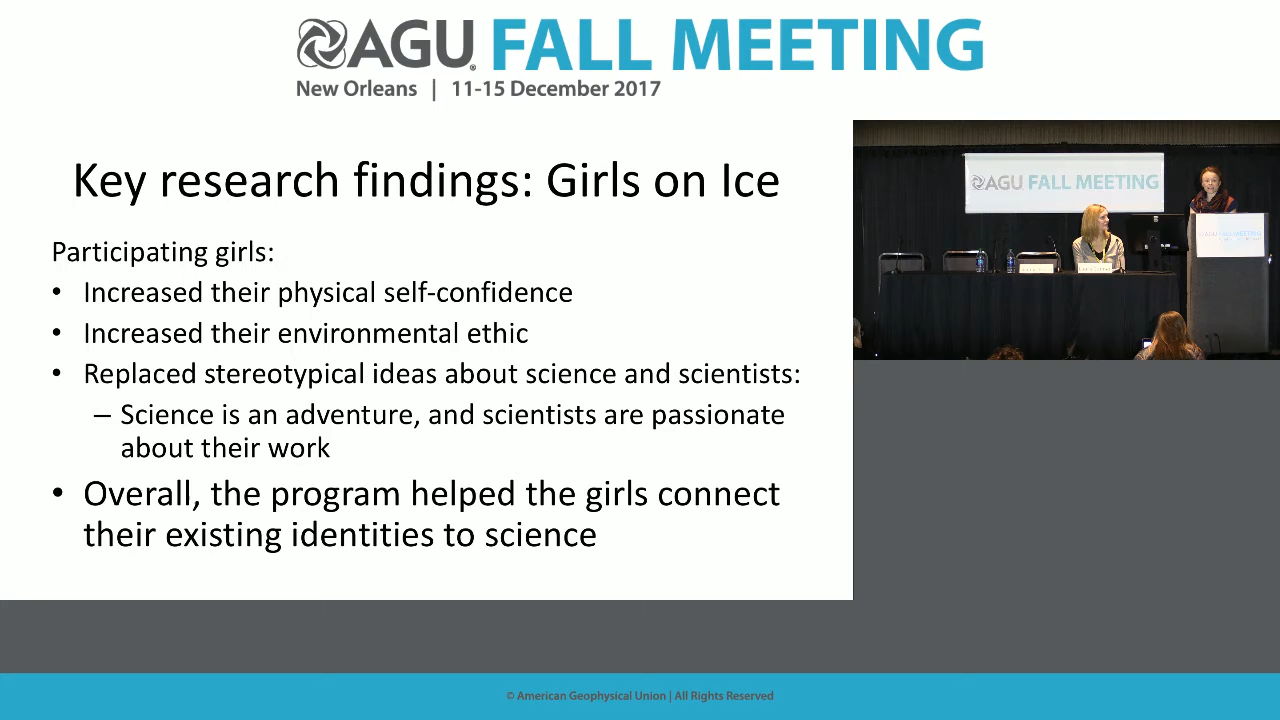 AGU FALL MEETING
New Orleans | 11-15 December 2017
Key research findings: Girls on Ice
Participating girls:
• Increased their physical self-confidence
• Increased their environmental ethic
• Replaced stereotypical ideas about science and scientists:
– Science is an adventure, and scientists are passionate
about their work
• Overall, the program helped the girls connect
their existing identities to science
AGU FALL MEETING
AGU FALL MEETING
© American Geophysical Union | All Rights Reserved